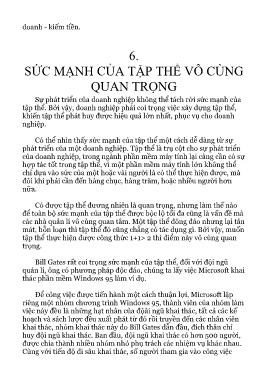 doanh - kiếm tiền.
6.
SỨC MẠNH CỦA TẬP THỂ VÔ CÙNG
QUAN TRỌNG
Sự phát triển của doanh nghiệp không thể tách rời sức mạnh của
tập thể. Bởi vậy, doanh nghiệp phải coi trọng việc xây dựng tập thể,
khiến tập thể phát huy được hiệu quả lớn nhất, phục vụ cho doanh
nghiệp.
Có thể nhìn thấy sức mạnh của tập thể một cách dễ dàng từ sự
phát triển của một doanh nghiệp. Tập thể là trụ cột cho sự phát triển
của doanh nghiệp, trong ngành phần mềm máy tính lại càng cần có sự
hợp tác tốt trong tập thể, vì một phần mềm máy tính lớn không thể
chỉ dựa vào sức của một hoặc vài người là có thể thực hiện được, mà
đôi khi phải cần đến hàng chục, hàng trăm, hoặc nhiều người hơn
nữa.
Có được tập thể đương nhiên là quan trọng, nhưng làm thế nào
để toàn bộ sức mạnh của tập thể được bộc lộ tối đa cũng là vấn đề mà
các nhà quản lí vô cùng quan tâm. Một tập thể đông đảo nhưng lại tản
mát, hỗn loạn thì tập thể đó cũng chẳng có tác dụng gì. Bởi vậy, muốn
tập thể thực hiện được công thức 1+1> 2 thì điểm này vô cùng quan
trọng.
Bill Gates rất coi trọng sức mạnh của tập thể, đối với đội ngũ
quản lí, ông có phương pháp độc đáo, chúng ta lấy việc Microsoft khai
thác phần mềm Windows 95 làm ví dụ.
Để công việc được tiến hành một cách thuận lợi, Microsoft lập
riêng một nhóm chương trình Windows 95, thành viên của nhóm làm
việc này đều là những hạt nhân của đội ngũ khai thác, tất cả các kế
hoạch và sách lược đều xuất phát từ đó rồi truyền đến các nhân viên
khai thác, nhóm khai thác này do Bill Gates dẫn đầu, đích thân chỉ
huy đội ngũ khai thác. Ban đầu, đội ngũ khai thác có hơn 200 người,
được chia thành nhiều nhóm nhỏ phụ trách các nhiệm vụ khác nhau.
Cùng với tiến độ đi sâu khai thác, số người tham gia vào công việc